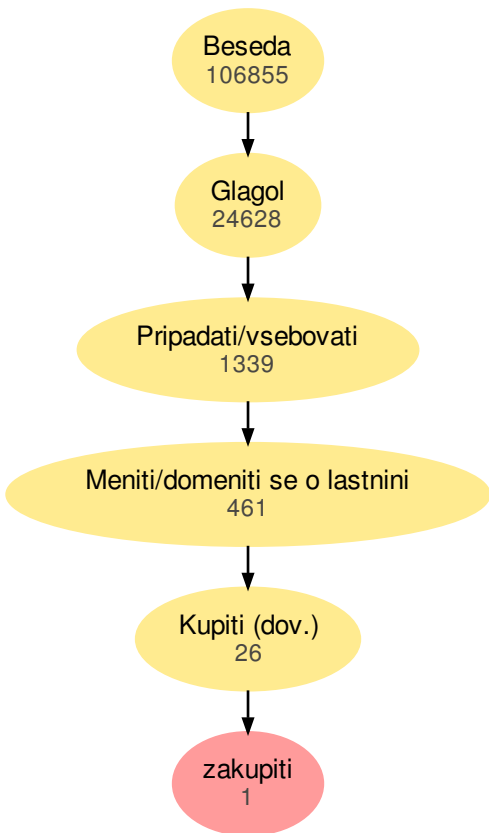 Beseda
106855
Glagol
24628
Pripadati/vsebovati
1339
Meniti/domeniti se o lastnini
461
Kupiti (dov.)
26
zakupiti
1